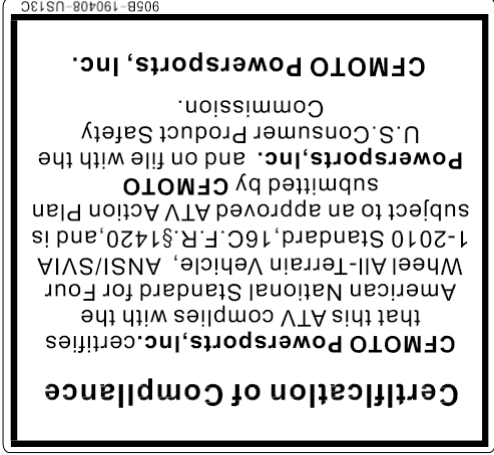 Certification of Compliance
CFMOTO Powersports,Inc.certifies
that this ATV complies with the
American National Standard for Four
Wheel All-Terrain Vehicle, ANSI/SVIA
1-2010 Standard,16C.F.R.§1420,and is
subject to an approved ATV Action Plan
submitted by CFMOTO
Powersports,Inc. and on file with the
U.S.Consumer Product Safety
Commission.
CFMOTO Powersports, Inc.
905B-190408-US13C